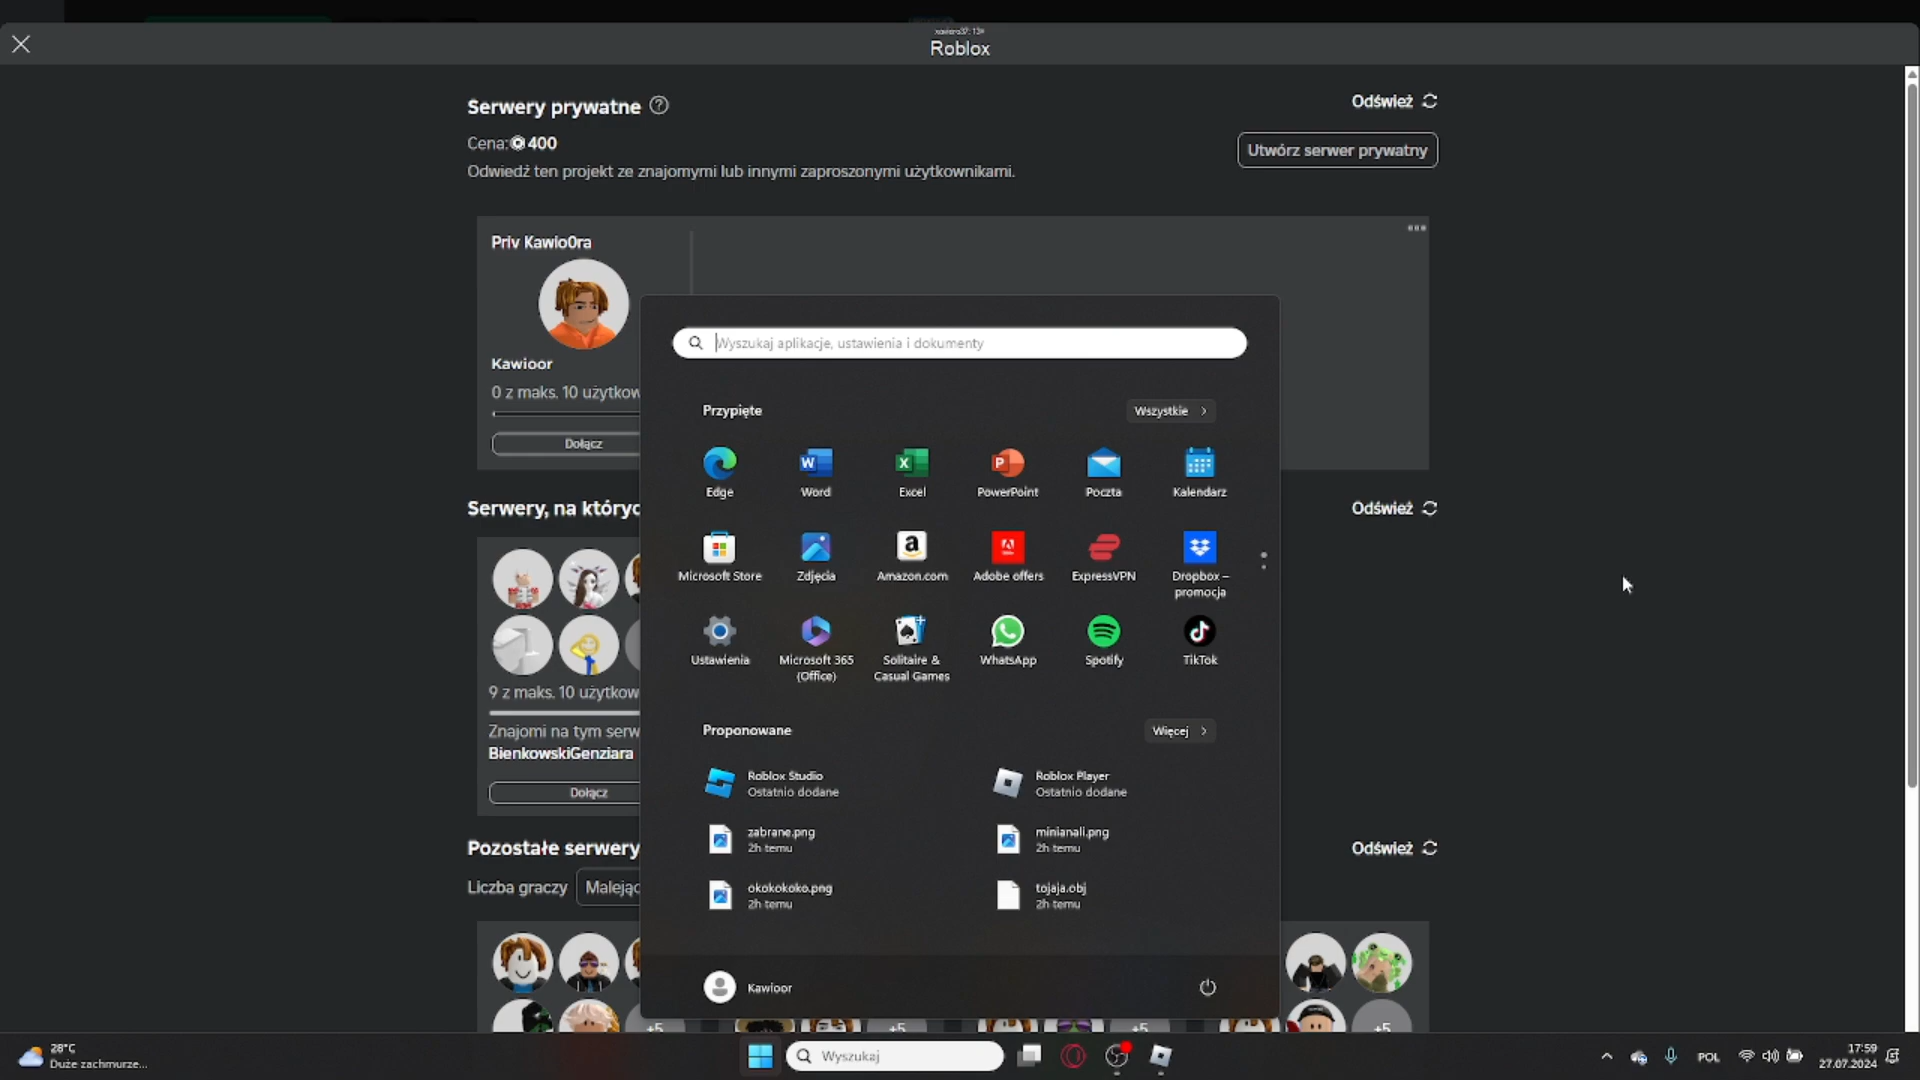 Roblox
Serwery prywatne
Odśwież
Cena: 400
Utwórz serwer prywatny
Odwiedź ten projekt ze znajomymi lub innymi zaproszonymi użytkownikami.
Priv Kawio0ra
Kawioor
0 z maks. 10 użytkow
Dołącz
Wyszukaj aplikacje, ustawienia i dokumenty
Przypięte
Wszystkie
Edge
Word
Excel
PowerPoint
Poczta
Kalendarz
Serwery, na któryc
Odśwież
Microsoft Store
Zdjęcia
Amazon.com
Adobe offers
ExpressVPN
Dropbox –
promocja
Ustawienia
Microsoft 365
(Office)
Solitaire &
Casual Games
WhatsApp
Spotify
TikTok
9 z maks. 10 użytkow
Znajomi na tym serw
BienkowskiGenziara
Dołącz
Proponowane
Więcej
Roblox Studio
Ostatnio dodane
Roblox Player
Ostatnio dodane
zabrane.png
2h temu
minianali.png
2h temu
okokokoko.png
2h temu
tojaja.obj
2h temu
Pozostałe serwery
Odśwież
Liczba graczy
Malejąc
Kawioor
+5
+5
+5
+5
28°C
Duże zachmurze...
Wyszukaj
POL
17:59
27.07.2024